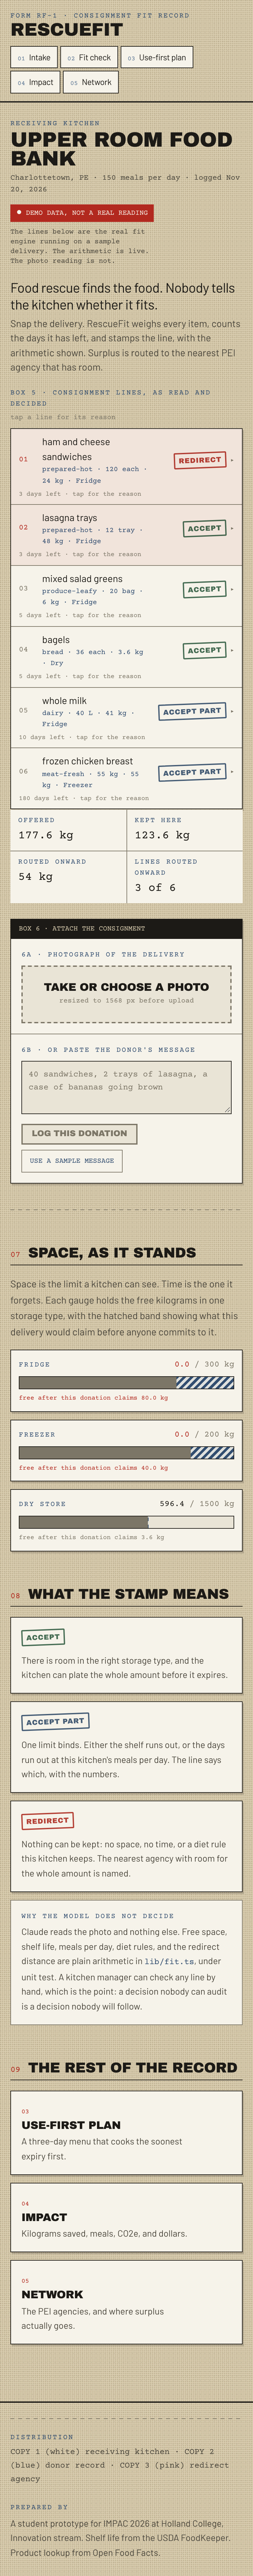 FORM RF-1 · CONSIGNMENT FIT RECORD
RESCUEFIT
01 Intake
02 Fit check
03 Use-first plan
04 Impact
05 Network
RECEIVING KITCHEN
UPPER ROOM FOOD
BANK
Charlottetown, PE · 150 meals per day · logged Nov
20, 2026
DEMO DATA, NOT A REAL READING
The lines below are the real fit
engine running on a sample
delivery. The arithmetic is live.
The photo reading is not.
Food rescue finds the food. Nobody tells
the kitchen whether it fits.
Snap the delivery. RescueFit weighs every item, counts
the days it has left, and stamps the line, with the
arithmetic shown. Surplus is routed to the nearest PEI
agency that has room.
BOX 5 · CONSIGNMENT LINES, AS READ AND
DECIDED
tap a line for its reason
01
ham and cheese
sandwiches
prepared-hot · 120 each ·
24 kg · Fridge
REDIRECT
3 days left · tap for the reason
02
lasagna trays
prepared-hot · 12 tray ·
48 kg · Fridge
ACCEPT
3 days left · tap for the reason
03
mixed salad greens
produce-leafy · 20 bag ·
6 kg · Fridge
ACCEPT
5 days left · tap for the reason
04
bagels
bread · 36 each · 3.6 kg
· Dry
ACCEPT
5 days left · tap for the reason
05
whole milk
dairy · 40 L · 41 kg ·
Fridge
ACCEPT PART
10 days left · tap for the reason
06
frozen chicken breast
meat-fresh · 55 kg · 55
kg · Freezer
ACCEPT PART
180 days left · tap for the reason
OFFERED
177.6 kg
KEPT HERE
123.6 kg
ROUTED ONWARD
54 kg
LINES ROUTED
ONWARD
3 of 6
BOX 6 · ATTACH THE CONSIGNMENT
6A · PHOTOGRAPH OF THE DELIVERY
TAKE OR CHOOSE A PHOTO
resized to 1568 px before upload
6B · OR PASTE THE DONOR'S MESSAGE
40 sandwiches, 2 trays of lasagna, a
case of bananas going brown
LOG THIS DONATION
USE A SAMPLE MESSAGE
07 SPACE, AS IT STANDS
Space is the limit a kitchen can see. Time is the one it
forgets. Each gauge holds the free kilograms in one
storage type, with the hatched band showing what this
delivery would claim before anyone commits to it.
FRIDGE
0.0 / 300 kg
free after this donation claims 80.0 kg
FREEZER
0.0 / 200 kg
free after this donation claims 40.0 kg
DRY STORE
596.4 / 1500 kg
free after this donation claims 3.6 kg
08 WHAT THE STAMP MEANS
ACCEPT
There is room in the right storage type, and the
kitchen can plate the whole amount before it expires.
ACCEPT PART
One limit binds. Either the shelf runs out, or the days
run out at this kitchen's meals per day. The line says
which, with the numbers.
REDIRECT
Nothing can be kept: no space, no time, or a diet rule
this kitchen keeps. The nearest agency with room for
the whole amount is named.
WHY THE MODEL DOES NOT DECIDE
Claude reads the photo and nothing else. Free space,
shelf life, meals per day, diet rules, and the redirect
distance are plain arithmetic in lib/fit.ts, under
unit test. A kitchen manager can check any line by
hand, which is the point: a decision nobody can audit
is a decision nobody will follow.
09 THE REST OF THE RECORD
03
USE-FIRST PLAN
A three-day menu that cooks the soonest
expiry first.
04
IMPACT
Kilograms saved, meals, CO2e, and dollars.
05
NETWORK
The PEI agencies, and where surplus
actually goes.
DISTRIBUTION
COPY 1 (white) receiving kitchen · COPY 2
(blue) donor record · COPY 3 (pink) redirect
agency
PREPARED BY
A student prototype for IMPAC 2026 at Holland College,
Innovation stream. Shelf life from the USDA FoodKeeper.
Product lookup from Open Food Facts.